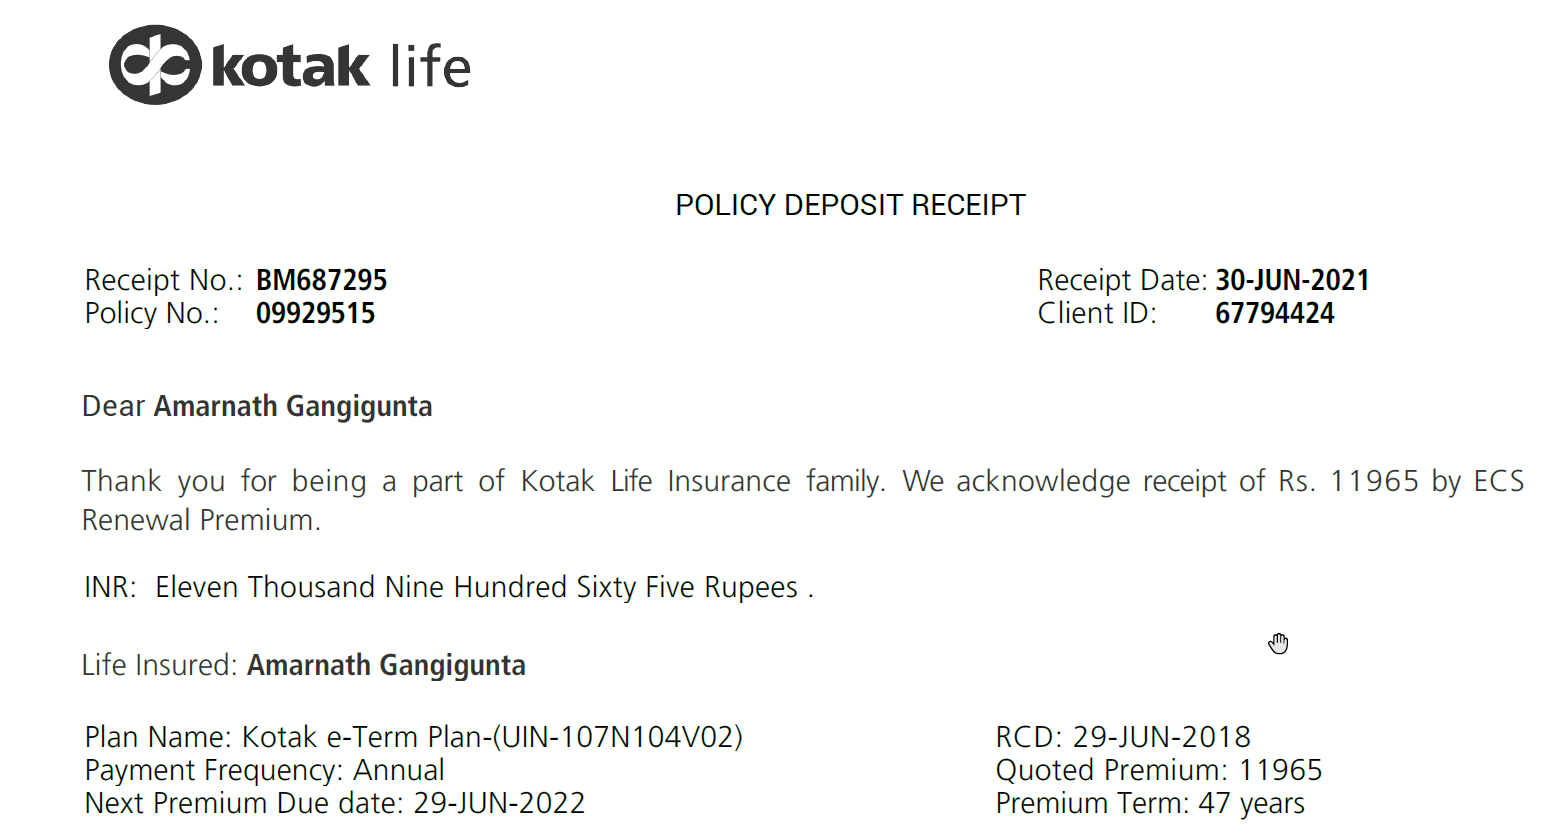 kotak life
POLICY DEPOSIT RECEIPT
Receipt No.: BM687295 Receipt Date: 30-JUN-2021
Policy No.: 09929515 Client ID: 67794424
Dear Amarnath Gangigunta
Thank you for being a part of Kotak Life Insurance family. We acknowledge receipt of Rs. 11965 by ECS
Renewal Premium.
INR: Eleven Thousand Nine Hundred Sixty Five Rupees .
Life Insured: Amarnath Gangigunta
Plan Name: Kotak e-Term Plan-(UIN-107N104V02) RCD: 29-JUN-2018
Payment Frequency: Annual Quoted Premium: 11965
Next Premium Due date: 29-JUN-2022 Premium Term: 47 years